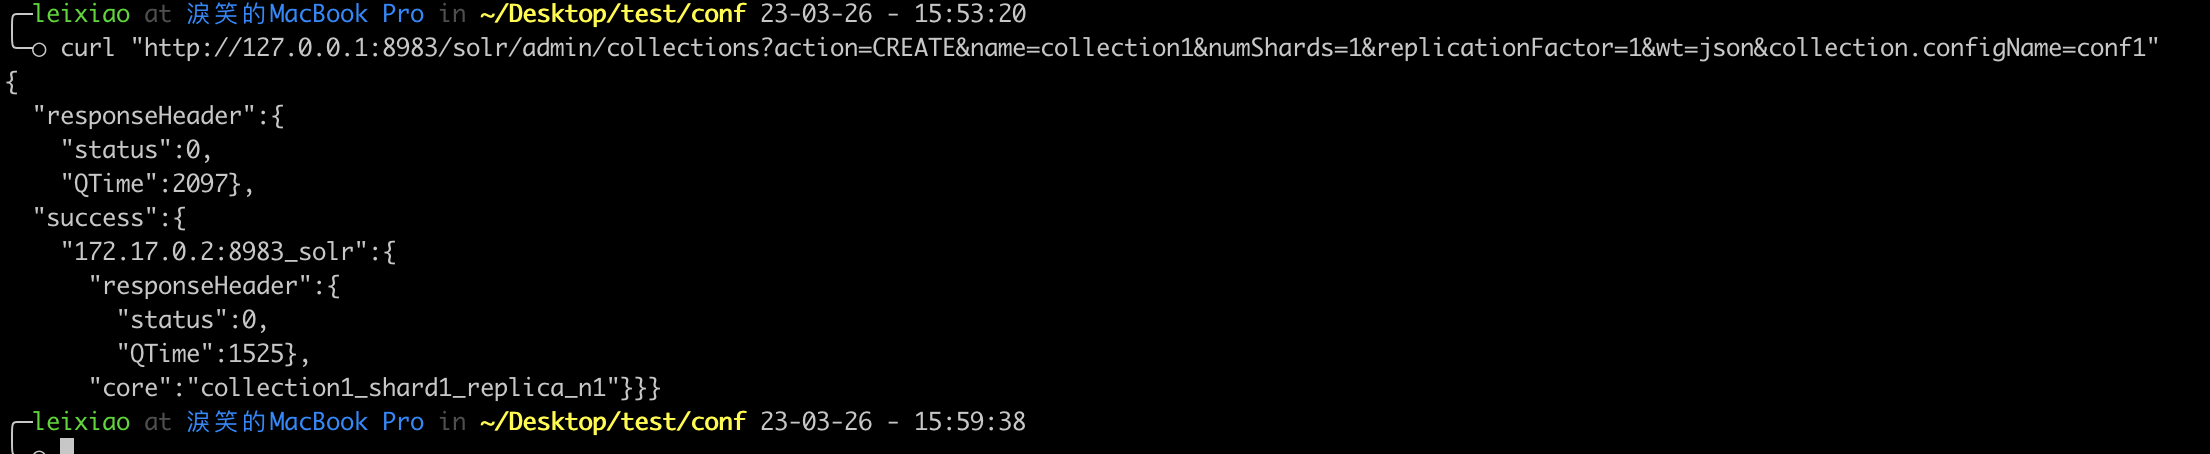 leixiao at 淚笑的MacBook Pro in ~/Desktop/test/conf 23-03-26 - 15:53:20
curl "http://127.0.0.1:8983/solr/admin/collections?action=CREATE&name=collection1&numShards=1&replicationFactor=1&wt=json&collection.configName=conf1"
{
  "responseHeader":{
    "status":0,
    "QTime":2097},
  "success":{
    "172.17.0.2:8983_solr":{
      "responseHeader":{
        "status":0,
        "QTime":1525},
      "core":"collection1_shard1_replica_n1"}}}
leixiao at 淚笑的MacBook Pro in ~/Desktop/test/conf 23-03-26 - 15:59:38